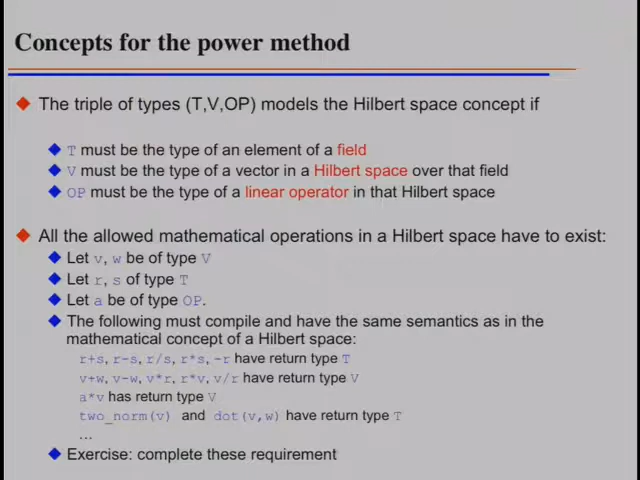 Concepts for the power method
The triple of types (T,V,OP) models the Hilbert space concept if
T must be the type of an element of a field
V must be the type of a vector in a Hilbert space over that field
OP must be the type of a linear operator in that Hilbert space
All the allowed mathematical operations in a Hilbert space have to exist:
Let v, w be of type V
Let r, s of type T
Let a be of type OP.
The following must compile and have the same semantics as in the
mathematical concept of a Hilbert space:
r+s, r-s, r/s, r*s, -r have return type T
v+w, v-w, v*r, r*v, v/r have return type V
a*v has return type V
two_norm(v) and dot(v,w) have return type T
…
Exercise: complete these requirement